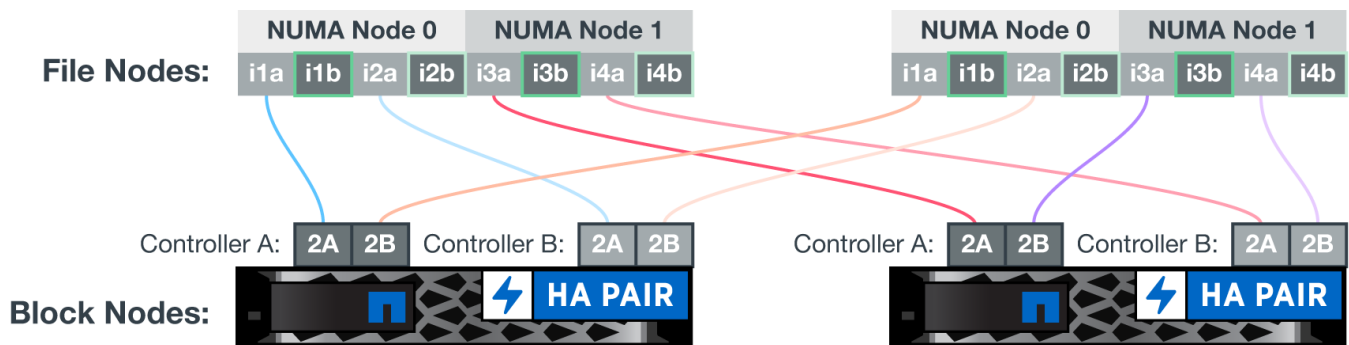 NUMA Node 0 NUMA Node 1 NUMA Node 0 NUMA Node 1
File Nodes: i1a i1b i2a i2b i3a i3b i4a i4b i1a i1b i2a i2b i3a i3b i4a i4b
Controller A: 2A 2B Controller B: 2A 2B Controller A: 2A 2B Controller B: 2A 2B
Block Nodes: HA PAIR HA PAIR